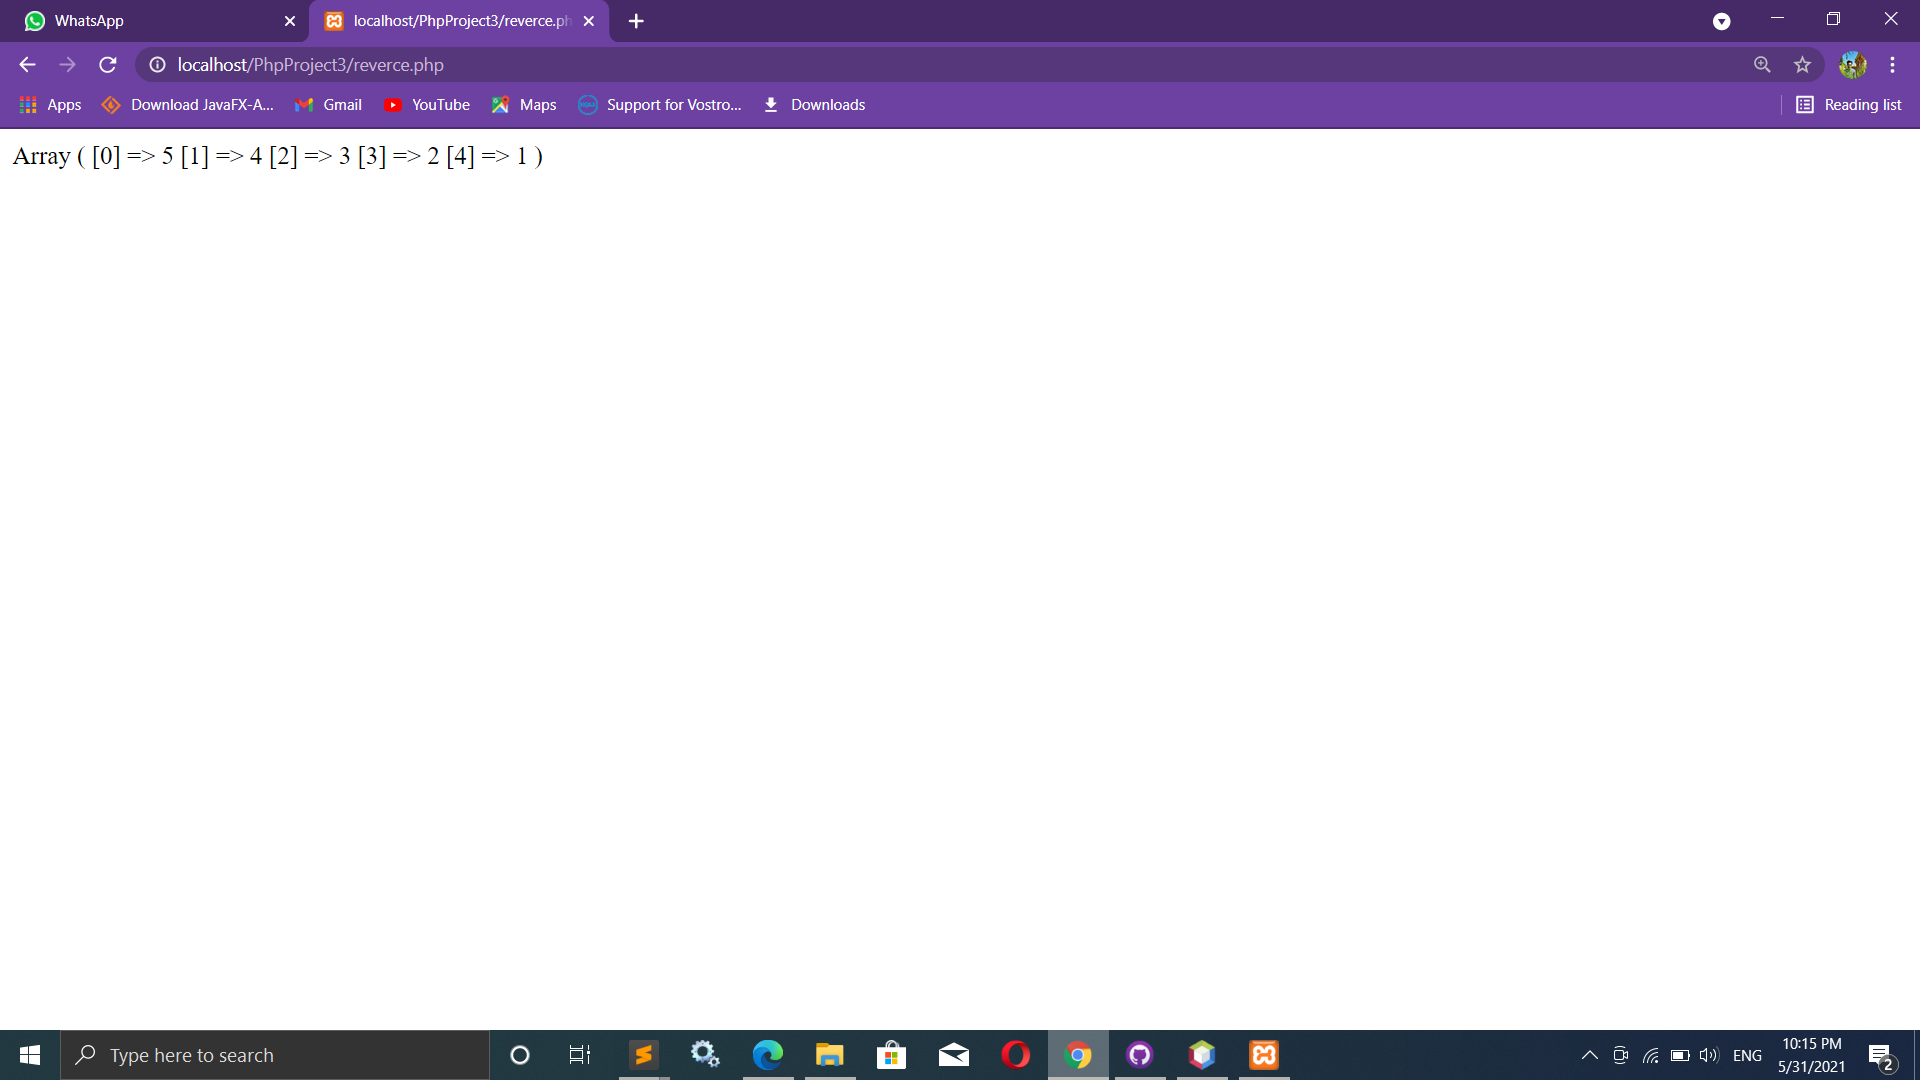 WhatsApp
localhost/PhpProject3/reverce.ph
localhost/PhpProject3/reverce.php
Apps
Download JavaFX-A...
Gmail
YouTube
Maps
Support for Vostro...
Downloads
Reading list
Array ( [0] => 5 [1] => 4 [2] => 3 [3] => 2 [4] => 1 )
Type here to search
ENG
10:15 PM
5/31/2021
2